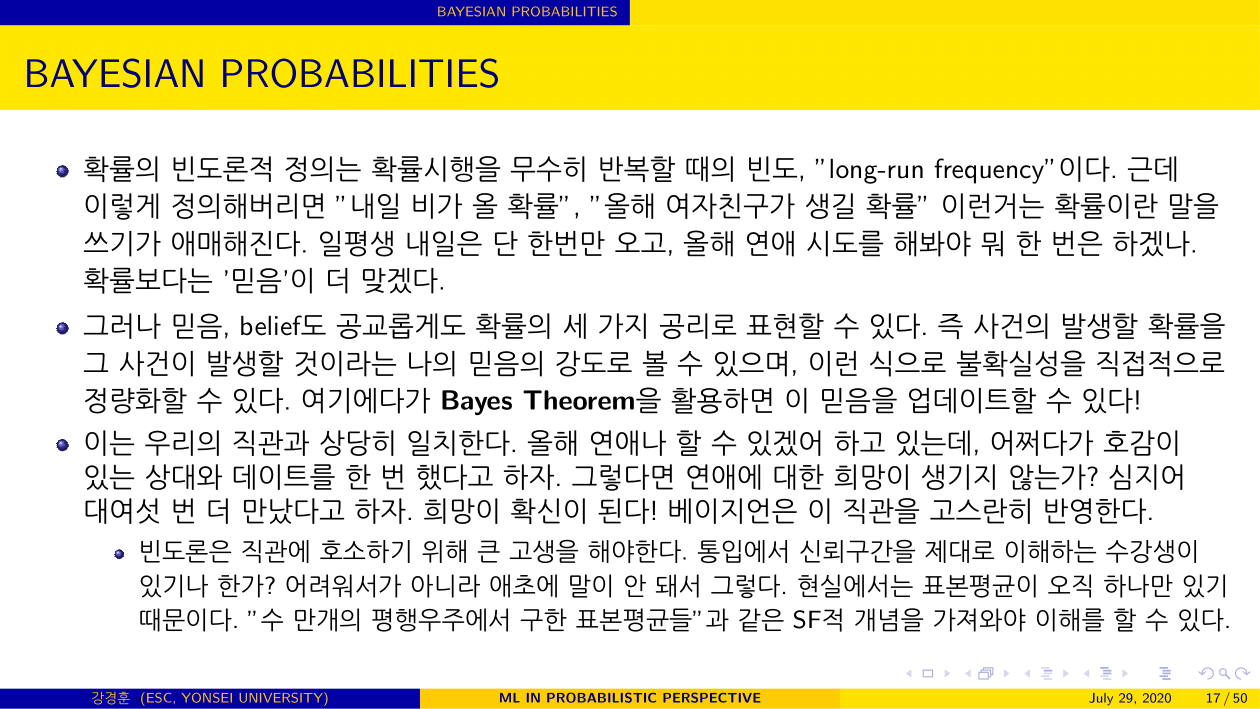 BAYESIAN PROBABILITIES
BAYESIAN PROBABILITIES
확률의 빈도론적 정의는 확률시행을 무수히 반복할 때의 빈도, ”long-run frequency”이다. 근데
이렇게 정의해버리면 ”내일 비가 올 확률”, ”올해 여자친구가 생길 확률” 이런거는 확률이란 말을
쓰기가 애매해진다. 일평생 내일은 단 한번만 오고, 올해 연애 시도를 해봐야 뭐 한 번은 하겠나.
확률보다는 ’믿음’이 더 맞겠다.
그러나 믿음, belief도 공교롭게도 확률의 세 가지 공리로 표현할 수 있다. 즉 사건의 발생할 확률을
그 사건이 발생할 것이라는 나의 믿음의 강도로 볼 수 있으며, 이런 식으로 불확실성을 직접적으로
정량화할 수 있다. 여기에다가 Bayes Theorem을 활용하면 이 믿음을 업데이트할 수 있다!
이는 우리의 직관과 상당히 일치한다. 올해 연애나 할 수 있겠어 하고 있는데, 어쩌다가 호감이
있는 상대와 데이트를 한 번 했다고 하자. 그렇다면 연애에 대한 희망이 생기지 않는가? 심지어
대여섯 번 더 만났다고 하자. 희망이 확신이 된다! 베이지언은 이 직관을 고스란히 반영한다.
빈도론은 직관에 호소하기 위해 큰 고생을 해야한다. 통입에서 신뢰구간을 제대로 이해하는 수강생이
있기나 한가? 어려워서가 아니라 애초에 말이 안 돼서 그렇다. 현실에서는 표본평균이 오직 하나만 있기
때문이다. ”수 만개의 평행우주에서 구한 표본평균들”과 같은 SF적 개념을 가져와야 이해를 할 수 있다.
강경훈 (ESC, YONSEI UNIVERSITY)
ML IN PROBABILISTIC PERSPECTIVE
July 29, 2020
17 / 50